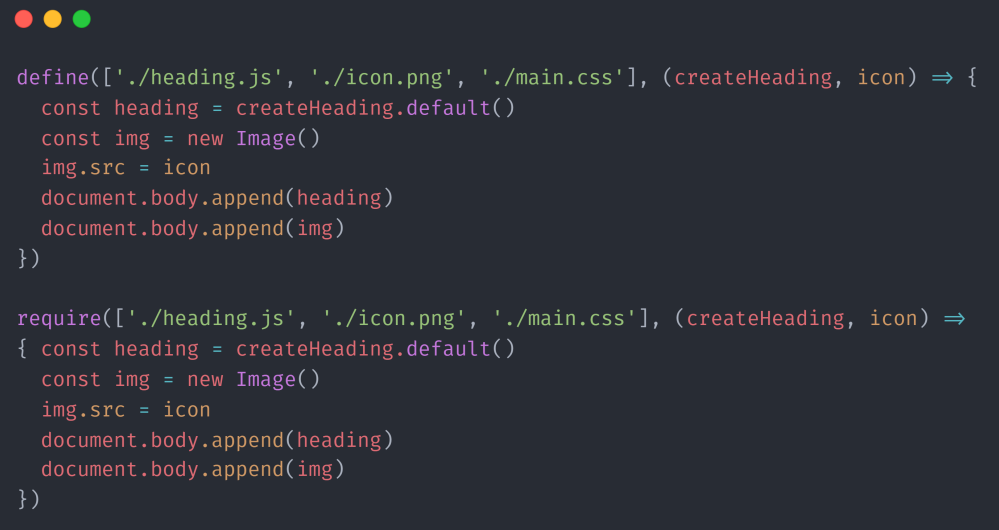 define(['./heading.js', './icon.png', './main.css'], (createHeading, icon) => {
  const heading = createHeading.default()
  const img = new Image()
  img.src = icon
  document.body.append(heading)
  document.body.append(img)
})

require(['./heading.js', './icon.png', './main.css'], (createHeading, icon) =>
{ const heading = createHeading.default()
  const img = new Image()
  img.src = icon
  document.body.append(heading)
  document.body.append(img)
})